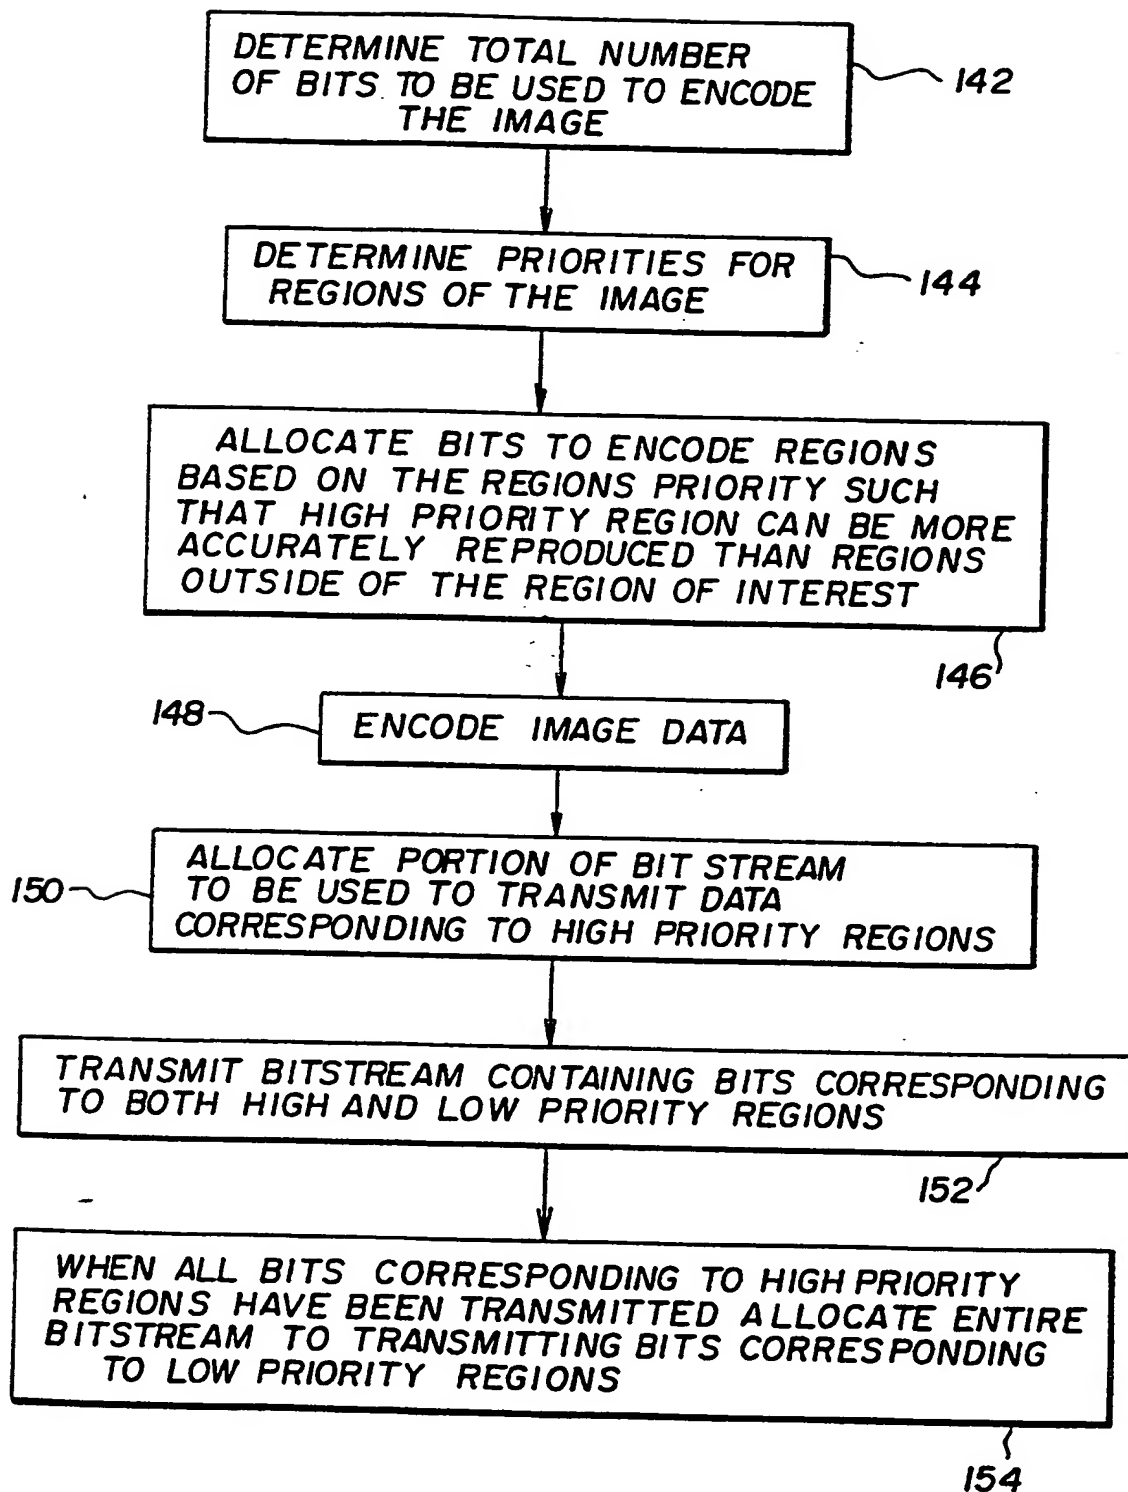 DETERMINE TOTAL NUMBER
OF BITS TO BE USED TO ENCODE
THE IMAGE
142
DETERMINE PRIORITIES FOR
REGIONS OF THE IMAGE
144
ALLOCATE BITS TO ENCODE REGIONS
BASED ON THE REGIONS PRIORITY SUCH
THAT HIGH PRIORITY REGION CAN BE MORE
ACCURATELY REPRODUCED THAN REGIONS
OUTSIDE OF THE REGION OF INTEREST
146
148
ENCODE IMAGE DATA
150
ALLOCATE PORTION OF BIT STREAM
TO BE USED TO TRANSMIT DATA
CORRESPONDING TO HIGH PRIORITY REGIONS
TRANSMIT BITSTREAM CONTAINING BITS CORRESPONDING
TO BOTH HIGH AND LOW PRIORITY REGIONS
152
WHEN ALL BITS CORRESPONDING TO HIGH PRIORITY
REGIONS HAVE BEEN TRANSMITTED ALLOCATE ENTIRE
BITSTREAM TO TRANSMITTING BITS CORRESPONDING
TO LOW PRIORITY REGIONS
154